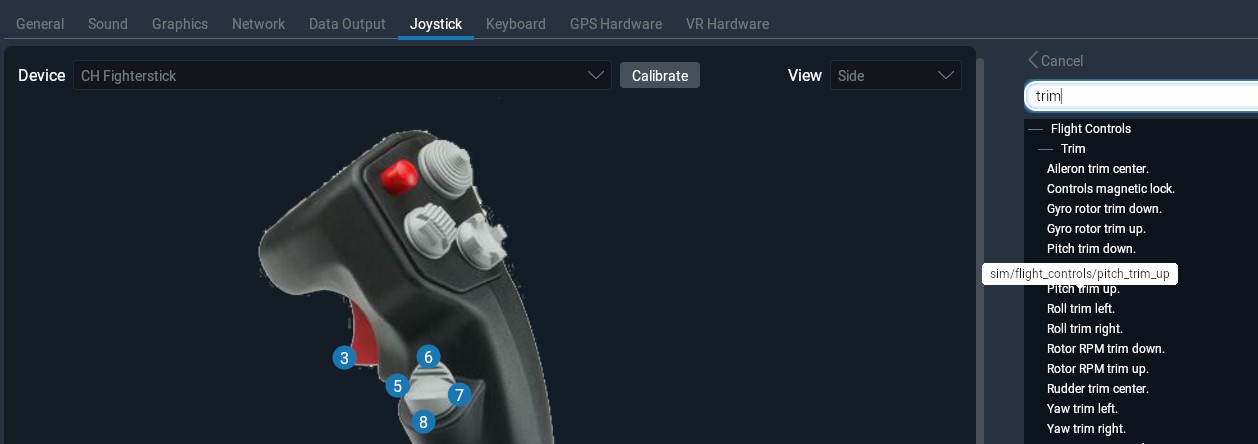 General Sound Graphics Network Data Output Joystick Keyboard GPS Hardware VR Hardware
Device CH Fighterstick Calibrate View Side
3
6
5
7
8
Cancel
trim
Flight Controls
Trim
Aileron trim center.
Controls magnetic lock.
Gyro rotor trim down.
Gyro rotor trim up.
Pitch trim down.
sim/flight_controls/pitch_trim_up
Pitch trim up.
Roll trim left.
Roll trim right.
Rotor RPM trim down.
Rotor RPM trim up.
Rudder trim center.
Yaw trim left.
Yaw trim right.